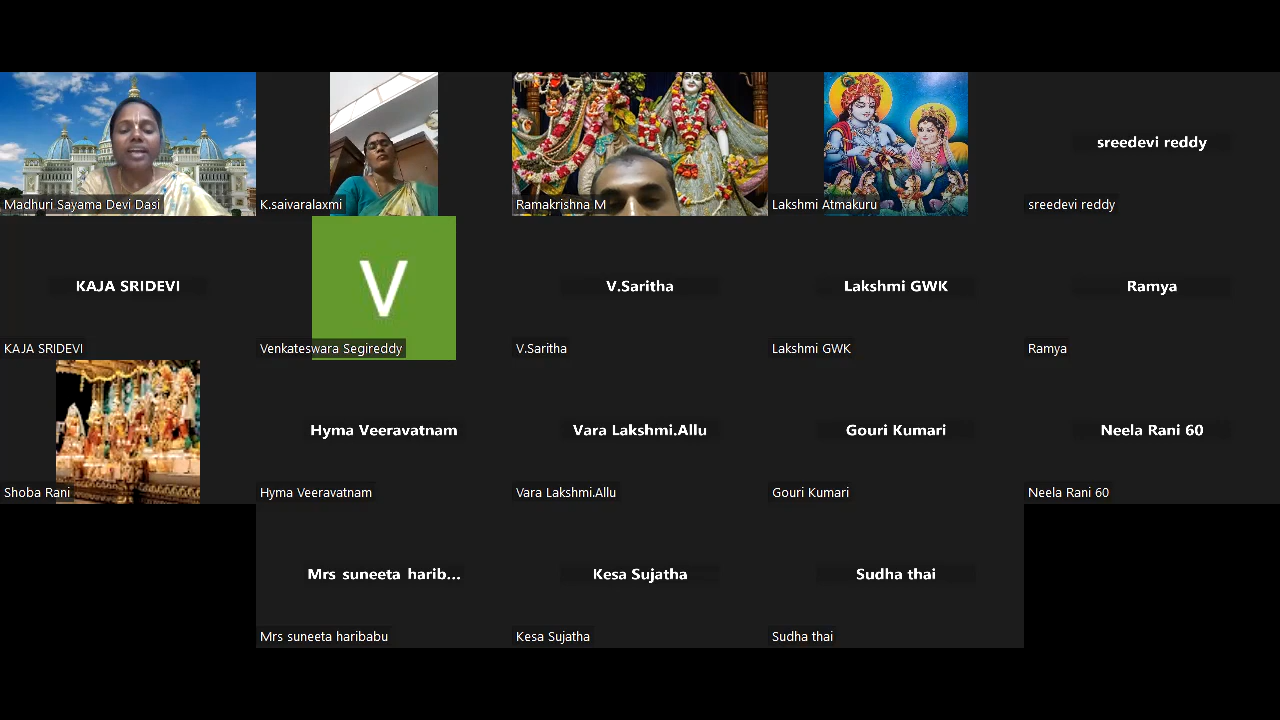 Madhuri Sayama Devi Dasi
K.saivaralaxmi
Ramakrishna M
Lakshmi Atmakuru
sreedevi reddy
sreedevi reddy
KAJA SRIDEVI
KAJA SRIDEVI
V
Venkateswara Segireddy
V.Saritha
V.Saritha
Lakshmi GWK
Lakshmi GWK
Ramya
Ramya
Shoba Rani
Hyma Veeravatnam
Hyma Veeravatnam
Vara Lakshmi.Allu
Vara Lakshmi.Allu
Gouri Kumari
Gouri Kumari
Neela Rani 60
Neela Rani 60
Mrs suneeta harib...
Mrs suneeta haribabu
Kesa Sujatha
Kesa Sujatha
Sudha thai
Sudha thai